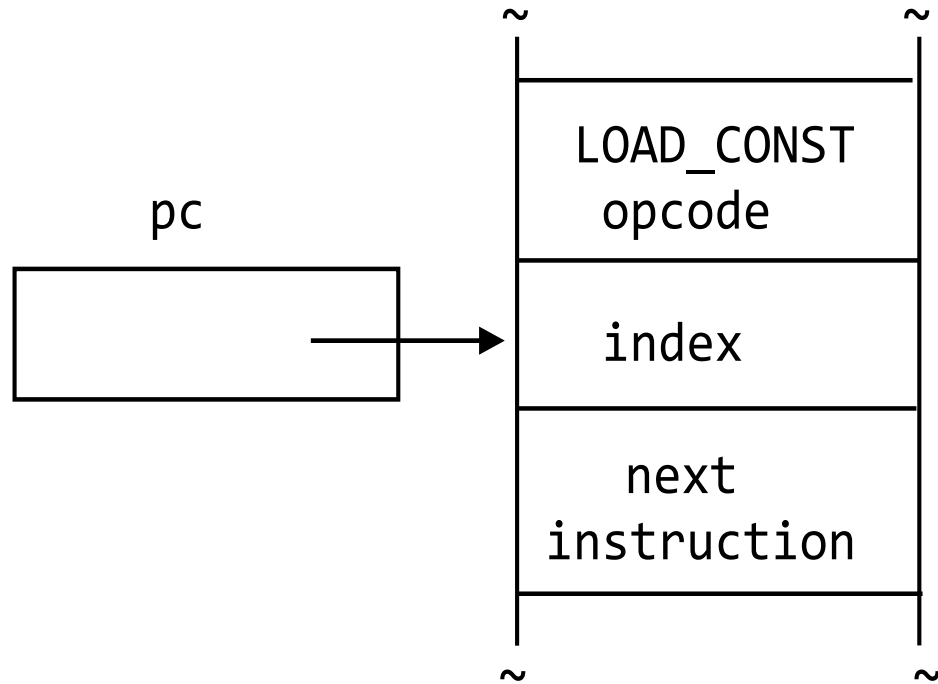 ~ ~
LOAD_CONST
opcode
pc
index
next
instruction
~ ~